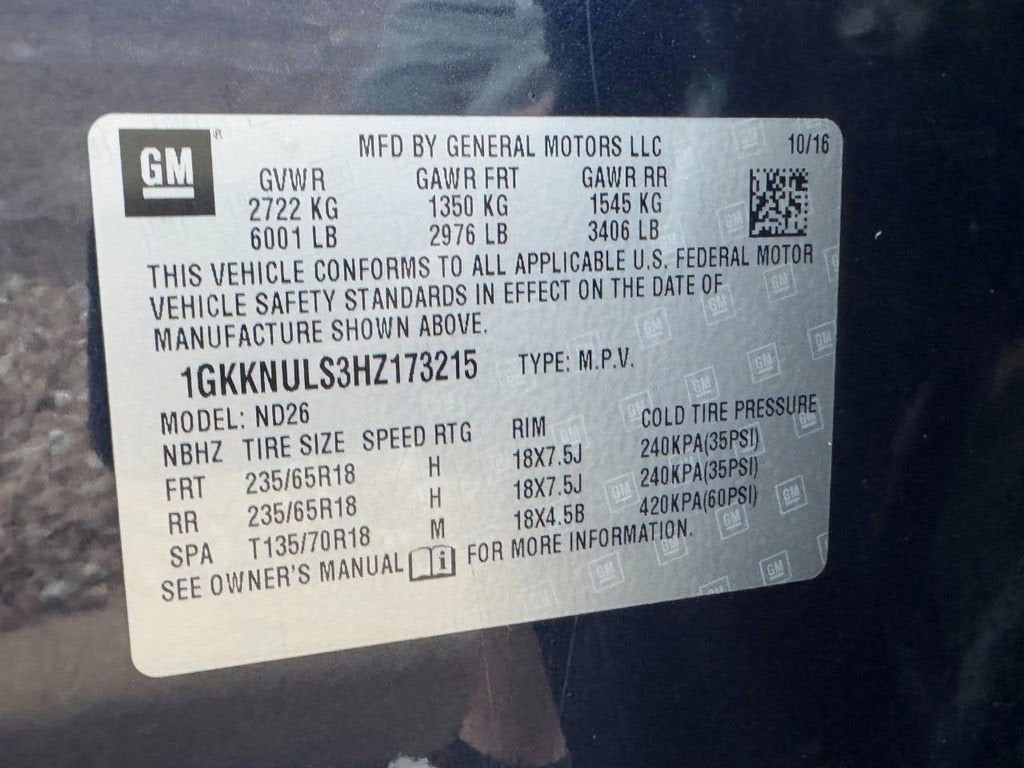 GM
MFD BY GENERAL MOTORS LLC 10/16
GVWR GAWR FRT GAWR RR
2722 KG 1350 KG 1545 KG
6001 LB 2976 LB 3406 LB
THIS VEHICLE CONFORMS TO ALL APPLICABLE U.S. FEDERAL MOTOR
VEHICLE SAFETY STANDARDS IN EFFECT ON THE DATE OF
MANUFACTURE SHOWN ABOVE.
1GKKNULS3HZ173215 TYPE: M.P.V.
MODEL: ND26
NBHZ TIRE SIZE SPEED RTG RIM COLD TIRE PRESSURE
FRT 235/65R18 H 18X7.5J 240KPA(35PSI)
RR 235/65R18 H 18X7.5J 240KPA(35PSI)
SPA T135/70R18 M 18X4.5B 420KPA(60PSI)
SEE OWNER'S MANUAL i FOR MORE INFORMATION.